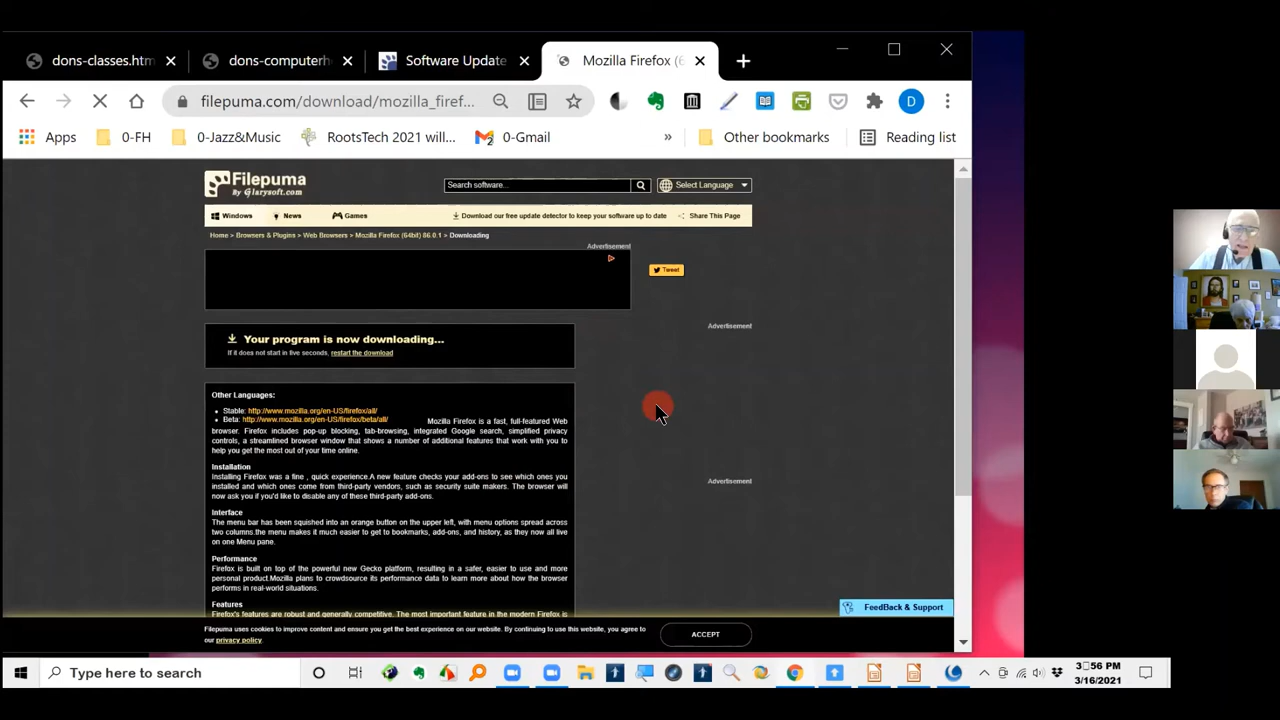 dons-classes.htm
dons-computerh
Software Update
Mozilla Firefox (6
filepuma.com/download/mozilla_firef...
D
Apps
0-FH
0-Jazz&Music
RootsTech 2021 will...
0-Gmail
»
Other bookmarks
Reading list
Filepuma
By Glarysoft.com
Search software...
Select Language
Windows
News
Games
Download our free update detector to keep your software up to date
Share This Page
Home > Browsers & Plugins > Web Browsers > Mozilla Firefox (64bit) 86.0.1 > Downloading
Advertisement
Tweet
Advertisement
Your program is now downloading...
If it does not start in five seconds, restart the download
Other Languages:
• Stable: http://www.mozilla.org/en-US/firefox/all/
• Beta: http://www.mozilla.org/en-US/firefox/beta/all/
Mozilla Firefox is a fast, full-featured Web
browser. Firefox includes pop-up blocking, tab-browsing, integrated Google search, simplified privacy
controls, a streamlined browser window that shows a number of additional features that work with you to
help you get the most out of your time online.
Installation
Installing Firefox was a fine , quick experience.A new feature checks your add-ons to see which ones you
installed and which ones come from third-party vendors, such as security suite makers. The browser
will now ask you if you'd like to disable any of these third-party add-ons.
Advertisement
Interface
The menu bar has been squished into an orange button on the upper left, with menu options spread across
two columns.the menu makes it much easier to get to bookmarks, add-ons, and history, as they now all live
on one Menu pane.
Performance
Firefox is built on top of the powerful new Gecko platform, resulting in a safer, easier to use and more
personal product.Mozilla plans to crowdsource its performance data to learn more about how the browser
performs in real-world situations.
Features
Firefox's features are robust and generally competitive. The most important feature in the modern Firefox is
FeedBack & Support
Filepuma uses cookies to improve content and ensure you get the best experience on our website. By continuing to use this website, you agree to
our privacy policy.
ACCEPT
Type here to search
3:56 PM
3/16/2021